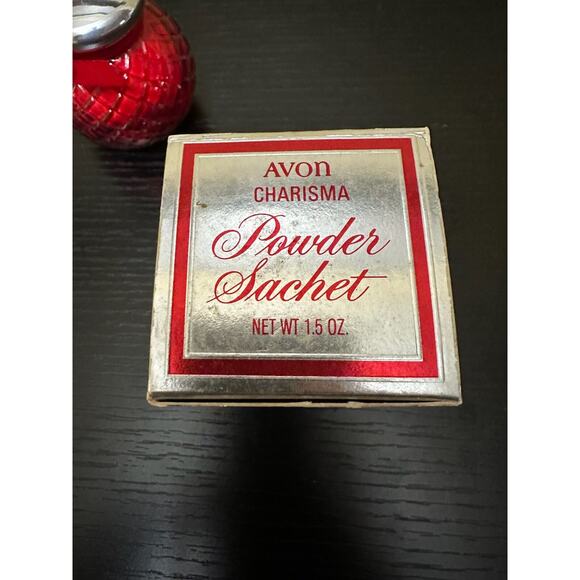 AVON
CHARISMA
Powder
Sachet
NET WT 1.5 OZ.